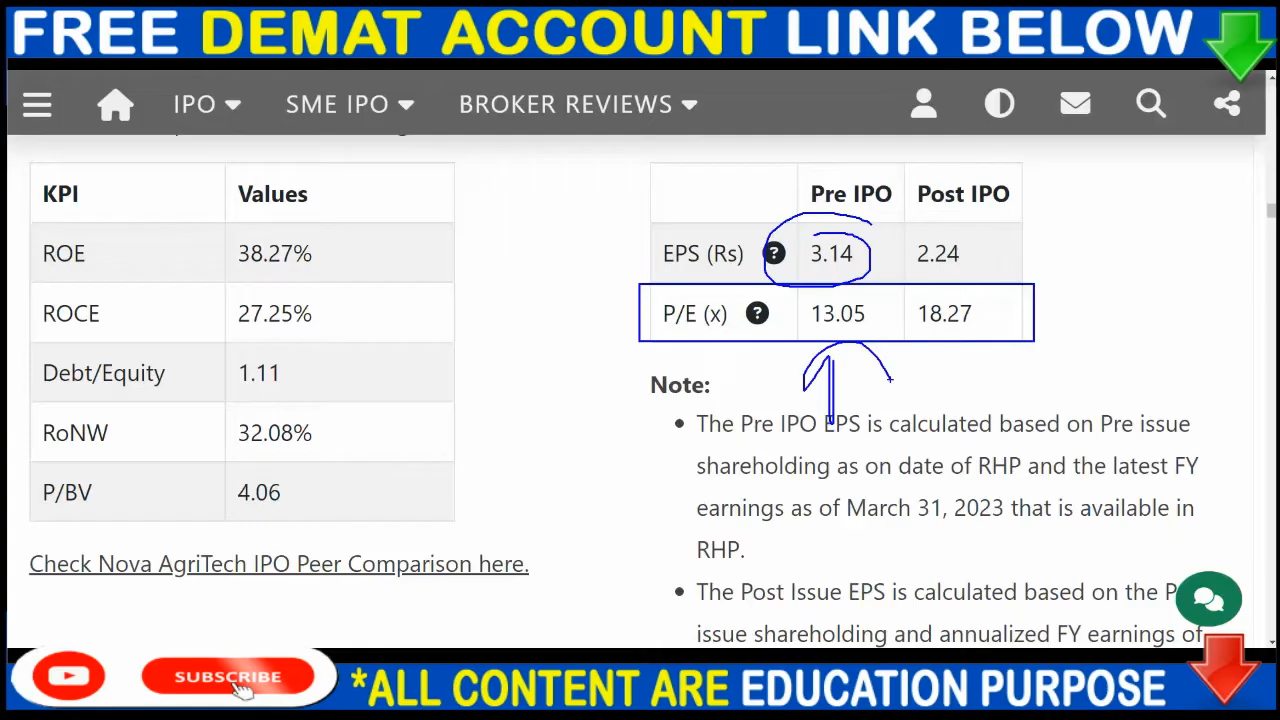 FREE DEMAT ACCOUNT LINK BELOW
IPO SME IPO BROKER REVIEWS
KPI Values
ROE 38.27%
ROCE 27.25%
Debt/Equity 1.11
RoNW 32.08%
P/BV 4.06
Check Nova AgriTech IPO Peer Comparison here.
Pre IPO Post IPO
EPS (Rs) ? 3.14 2.24
P/E (x) ? 13.05 18.27
Note:
• The Pre IPO EPS is calculated based on Pre issue
shareholding as on date of RHP and the latest FY
earnings as of March 31, 2023 that is available in
RHP.
• The Post Issue EPS is calculated based on the
issue shareholding and annualized FY earnings of
SUBSCRIBE
*ALL CONTENT ARE EDUCATION PURPOSE